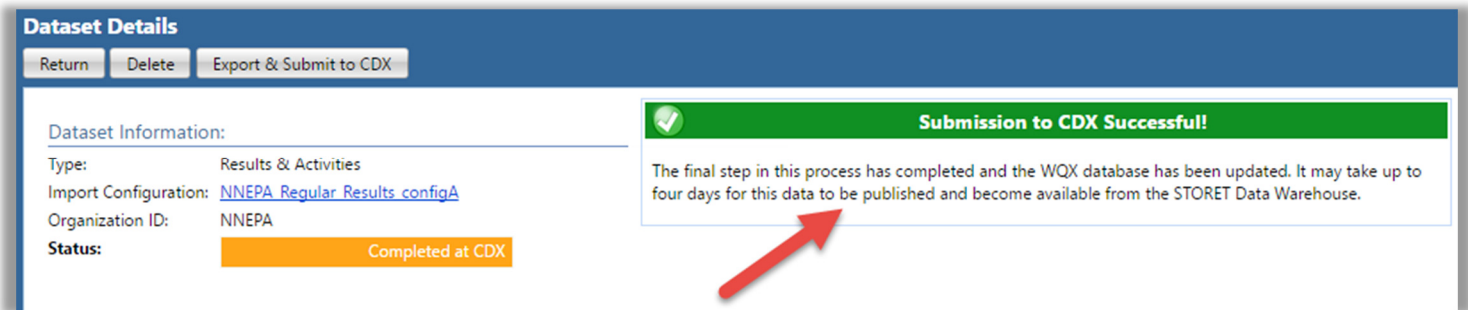 Dataset Details
Return Delete Export & Submit to CDX
Dataset Information:
Type: Results & Activities
Import Configuration: NNEPA_Regular_Results_configA
Organization ID: NNEPA
Status: Completed at CDX
Submission to CDX Successful!
The final step in this process has completed and the WQX database has been updated. It may take up to
four days for this data to be published and become available from the STORET Data Warehouse.